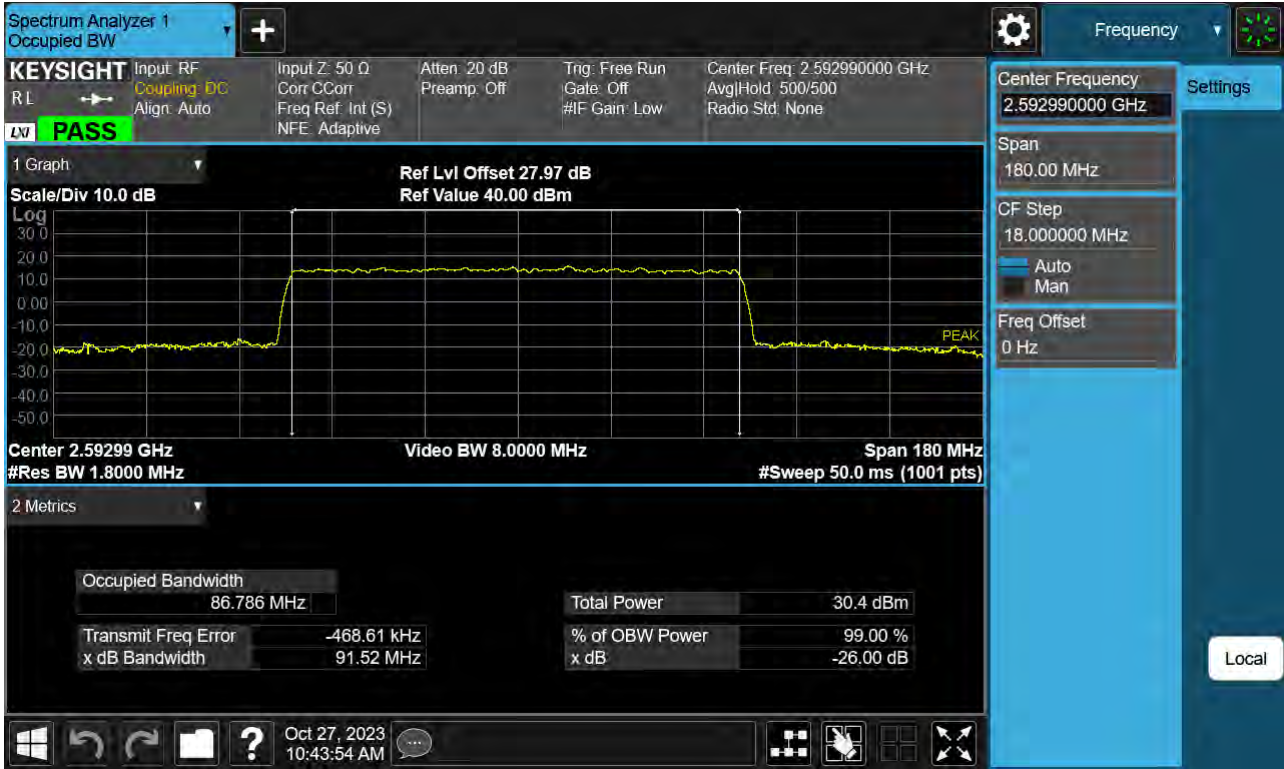 Spectrum Analyzer 1
Occupied BW
+
Frequency
KEYSIGHT
RL
LXI
PASS
Input: RF
Coupling: DC
Align: Auto
Input Z: 50 Ω
Corr CCorr
Freq Ref: Int (S)
NFE: Adaptive
Atten: 20 dB
Preamp: Off
Trig: Free Run
Gate: Off
#IF Gain: Low
Center Freq: 2.592990000 GHz
Avg|Hold: 500/500
Radio Std: None
Center Frequency
2.592990000 GHz
Settings
Span
180.00 MHz
CF Step
18.000000 MHz
Auto
Man
Freq Offset
0 Hz
1 Graph
Scale/Div 10.0 dB
Ref Lvl Offset 27.97 dB
Ref Value 40.00 dBm
Log
30.0
20.0
10.0
0.00
-10.0
-20.0
-30.0
-40.0
-50.0
PEAK
Center 2.59299 GHz
#Res BW 1.8000 MHz
Video BW 8.0000 MHz
Span 180 MHz
#Sweep 50.0 ms (1001 pts)
2 Metrics
Occupied Bandwidth
86.786 MHz
Transmit Freq Error -468.61 kHz
x dB Bandwidth 91.52 MHz
Total Power 30.4 dBm
% of OBW Power 99.00 %
x dB -26.00 dB
Local
?
Oct 27, 2023
10:43:54 AM